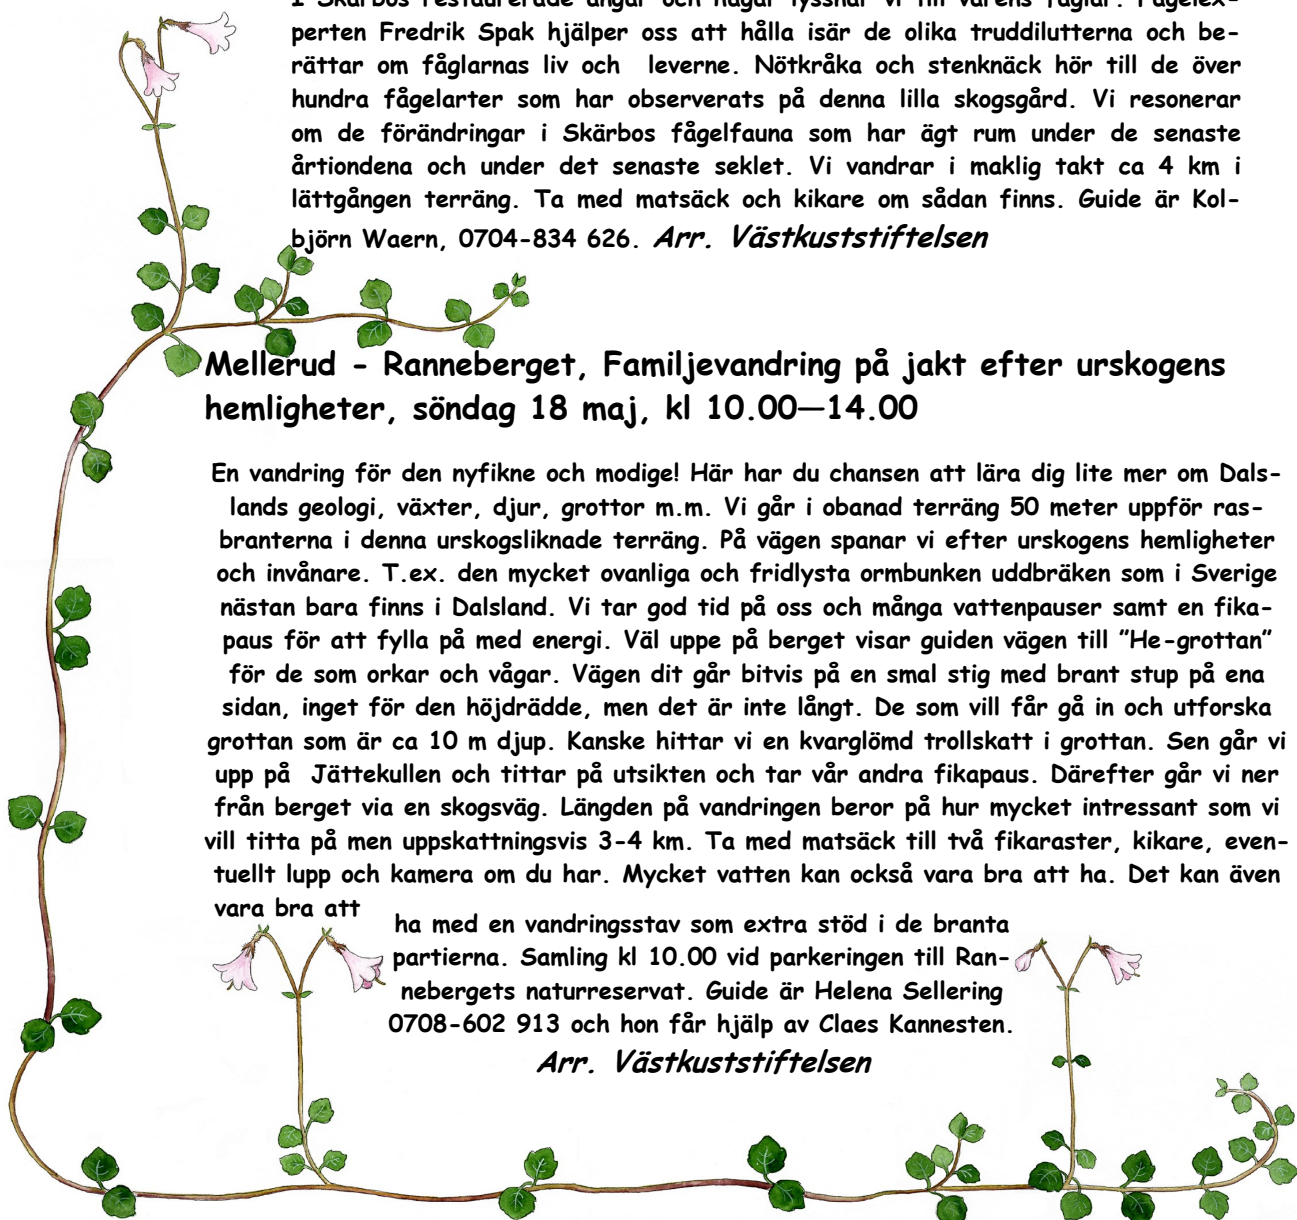 I Skärbos restaurerade ängar och hagar lyssnar vi till vårens fåglar. Fågelex-
perten Fredrik Spak hjälper oss att hålla isär de olika truddilutterna och be-
rättar om fåglarnas liv och leverne. Nötkråka och stenknäck hör till de över
hundra fågelarter som har observerats på denna lilla skogsgård. Vi resonerar
om de förändringar i Skärbos fågelfauna som har ägt rum under de senaste
årtiondena och under det senaste seklet. Vi vandrar i maklig takt ca 4 km i
lättgången terräng. Ta med matsäck och kikare om sådan finns. Guide är Kol-
björn Waern, 0704-834 626. Arr. Västkuststiftelsen
Mellerud - Ranneberget, Familjevandring på jakt efter urskogens
hemligheter, söndag 18 maj, kl 10.00—14.00
En vandring för den nyfikne och modige! Här har du chansen att lära dig lite mer om Dals-
lands geologi, växter, djur, grottor m.m. Vi går i obanad terräng 50 meter uppför ras-
branterna i denna urskogsliknade terräng. På vägen spanar vi efter urskogens hemligheter
och invånare. T.ex. den mycket ovanliga och fridlysta ormbunken uddbräken som i Sverige
nästan bara finns i Dalsland. Vi tar god tid på oss och många vattenpauser samt en fika-
paus för att fylla på med energi. Väl uppe på berget visar guiden vägen till ”He-grottan”
för de som orkar och vågar. Vägen dit går bitvis på en smal stig med brant stup på ena
sidan, inget för den höjdrädde, men det är inte långt. De som vill får gå in och utforska
grottan som är ca 10 m djup. Kanske hittar vi en kvarglömd trollskatt i grottan. Sen går vi
upp på Jättekullen och tittar på utsikten och tar vår andra fikapaus. Därefter går vi ner
från berget via en skogsväg. Längden på vandringen beror på hur mycket intressant som vi
vill titta på men uppskattningsvis 3-4 km. Ta med matsäck till två fikaraster, kikare, even-
tuellt lupp och kamera om du har. Mycket vatten kan också vara bra att ha. Det kan även
vara bra att
ha med en vandringsstav som extra stöd i de branta
partierna. Samling kl 10.00 vid parkeringen till Ran-
nebergets naturreservat. Guide är Helena Sellering
0708-602 913 och hon får hjälp av Claes Kannesten.
Arr. Västkuststiftelsen